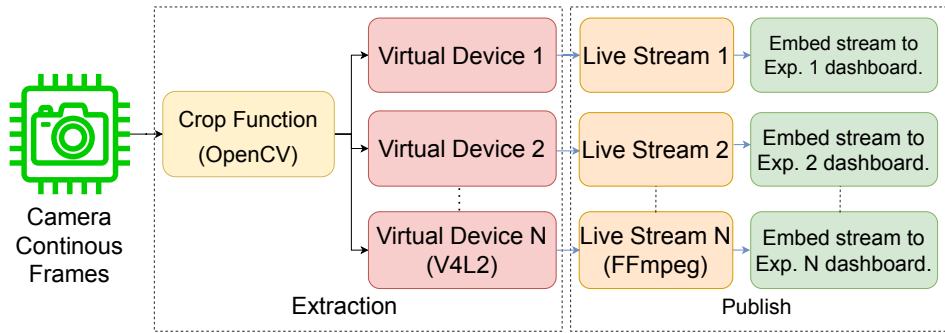 Camera
Continous
Frames
Crop Function
(OpenCV)
Virtual Device 1
Virtual Device 2
Virtual Device N
(V4L2)
Extraction
Live Stream 1
Live Stream 2
Live Stream N
(FFmpeg)
Embed stream to
Exp. 1 dashboard.
Embed stream to
Exp. 2 dashboard.
Embed stream to
Exp. N dashboard.
Publish